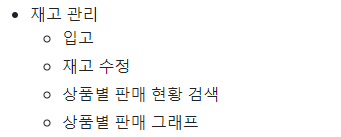 재고 관리
입고
재고 수정
상품별 판매 현황 검색
상품별 판매 그래프